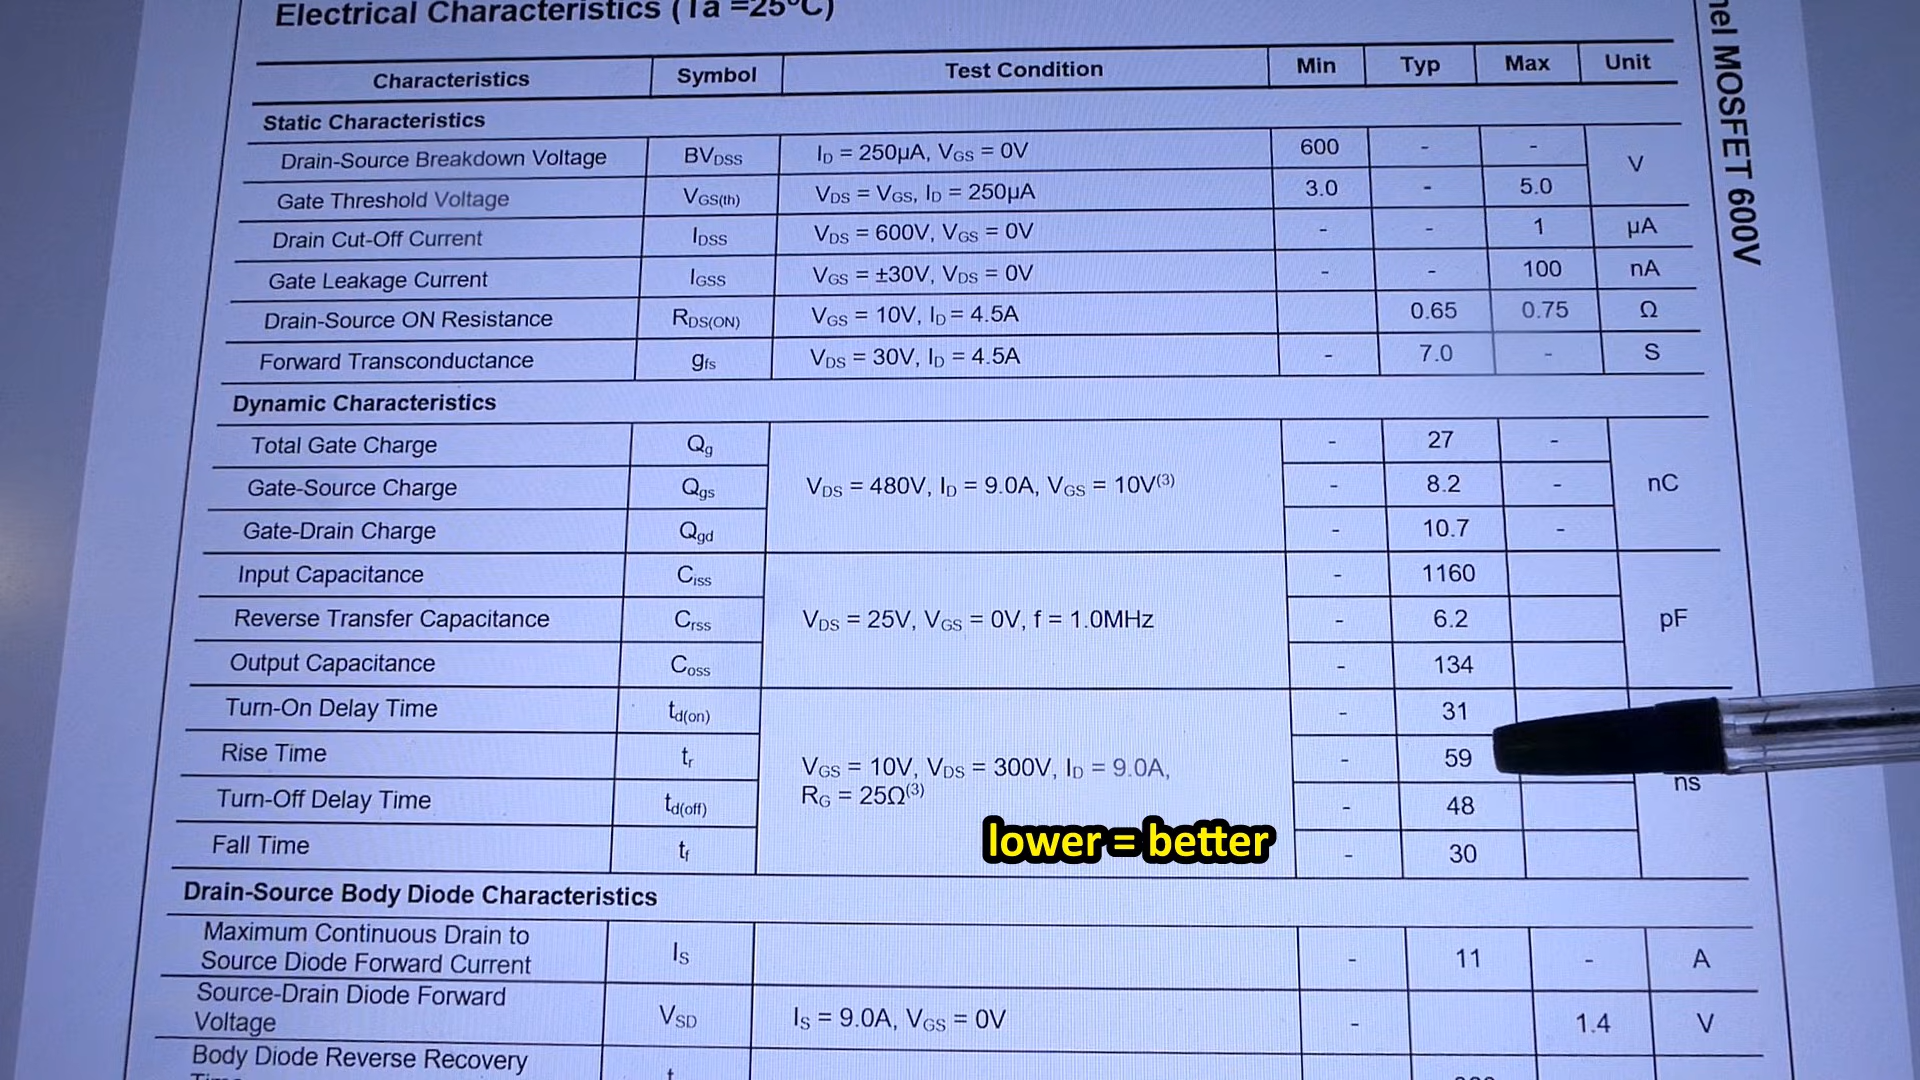 Electrical Characteristics (Ta =25°C)
Characteristics Symbol Test Condition Min Typ Max Unit
Static Characteristics
Drain-Source Breakdown Voltage BVDSS ID = 250µA, VGS = 0V 600 - - V
Gate Threshold Voltage VGS(th) VDS = VGS, ID = 250µA 3.0 - 5.0
Drain Cut-Off Current IDSS VDS = 600V, VGS = 0V - - 1 µA
Gate Leakage Current IGSS VGS = ±30V, VDS = 0V - - 100 nA
Drain-Source ON Resistance RDS(ON) VGS = 10V, ID = 4.5A 0.65 0.75 Ω
Forward Transconductance gfs VDS = 30V, ID = 4.5A - 7.0 - S
Dynamic Characteristics
Total Gate Charge Qg - 27 -
Gate-Source Charge Qgs VDS = 480V, ID = 9.0A, VGS = 10V(3) - 8.2 - nC
Gate-Drain Charge Qgd - 10.7 -
Input Capacitance Ciss - 1160
Reverse Transfer Capacitance Crss VDS = 25V, VGS = 0V, f = 1.0MHz - 6.2 pF
Output Capacitance Coss - 134
Turn-On Delay Time td(on) - 31
Rise Time tr VGS = 10V, VDS = 300V, ID = 9.0A, - 59
RG = 25Ω(3) ns
Turn-Off Delay Time td(off) - 48
Fall Time tf - 30
lower = better
Drain-Source Body Diode Characteristics
Maximum Continuous Drain to
Source Diode Forward Current IS - 11 - A
Source-Drain Diode Forward
Voltage VSD IS = 9.0A, VGS = 0V - 1.4 V
Body Diode Reverse Recovery
MOSFET 600V